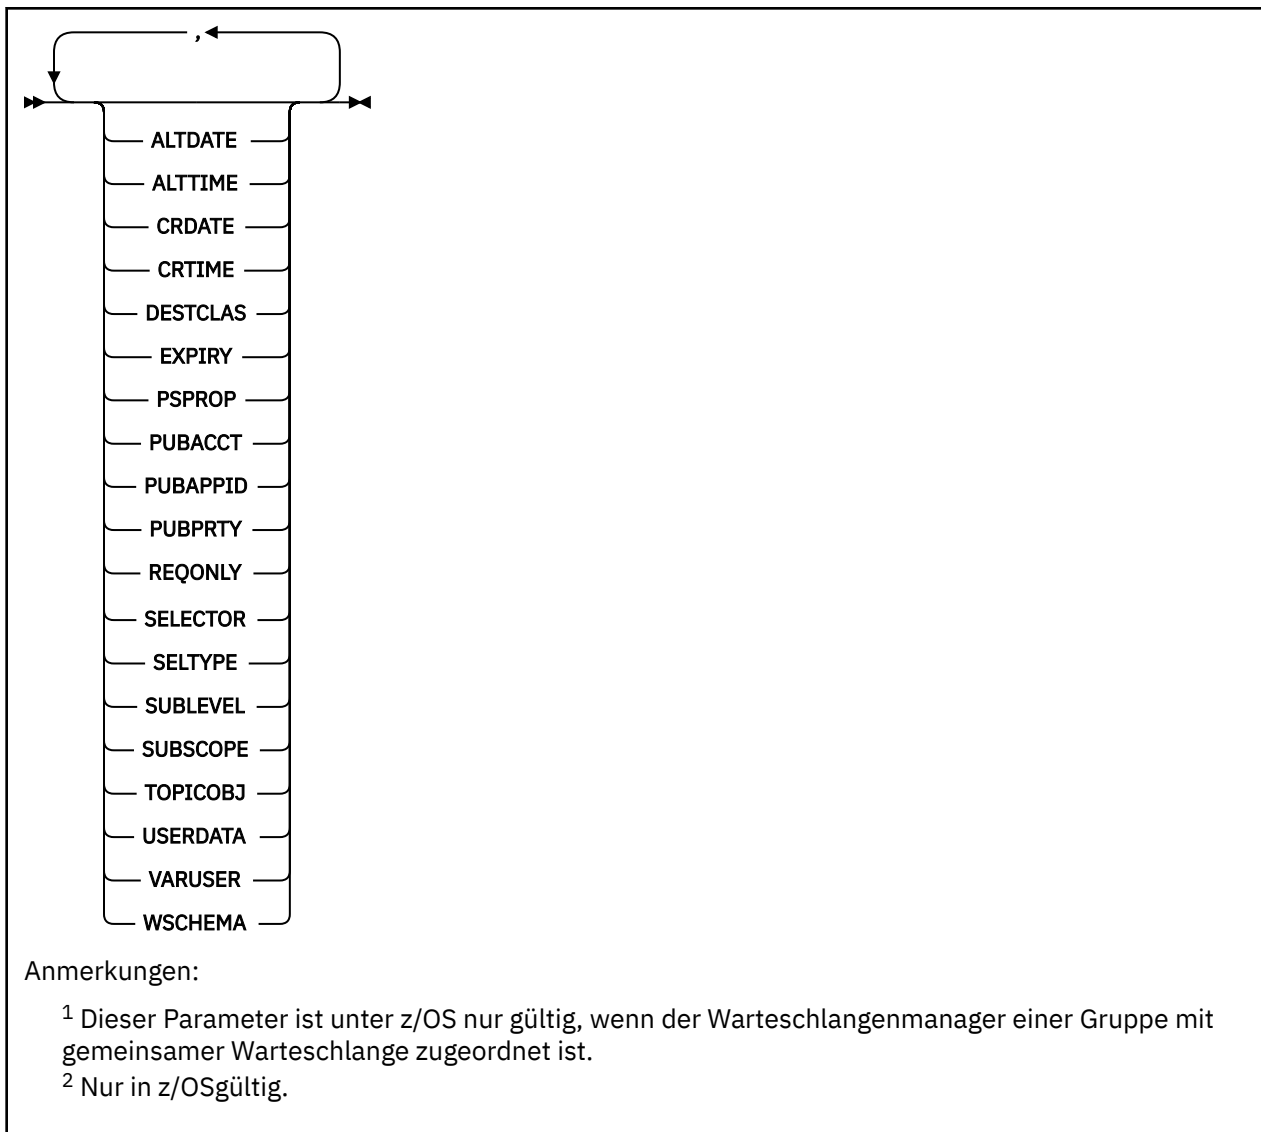 ,
ALTDATE
ALTTIME
CRDATE
CRTIME
DESTCLAS
EXPIRY
PSPROP
PUBACCT
PUBAPPID
PUBPRTY
REQONLY
SELECTOR
SELTYPE
SUBLEVEL
SUBSCOPE
TOPICOBJ
USERDATA
VARUSER
WSCHEMA
Anmerkungen:
1 Dieser Parameter ist unter z/OS nur gültig, wenn der Warteschlangenmanager einer Gruppe mit
gemeinsamer Warteschlange zugeordnet ist.
2 Nur in z/OSgültig.